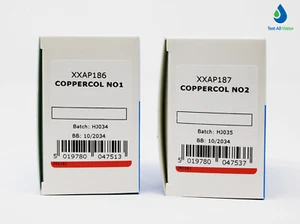 Test All Water
XXAP186
COPPERCOL NO1
Batch: HJ034
BB: 10/2034
5 019780 047513
XXAP187
COPPERCOL NO2
Batch: HJ035
BB: 10/2034
5 019780 047537